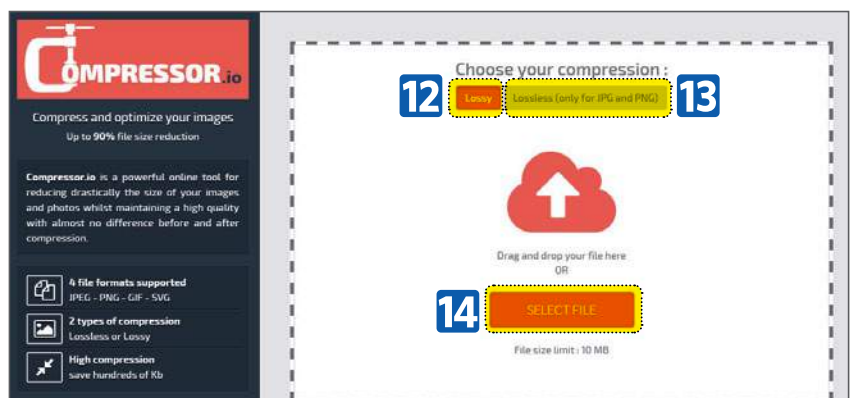 COMPRESSOR.io
Compress and optimize your images
Up to 90% file size reduction
Compressor.io is a powerful online tool for
reducing drastically the size of your images
and photos whilst maintaining a high quality
with almost no difference before and after
compression.
4 file formats supported
JPEG - PNG - GIF - SVG
2 types of compression
Lossless or Lossy
High compression
save hundreds of Kb
Choose your compression :
12 Lossy Lossless (only for JPG and PNG) 13
Drag and drop your file here
OR
14 SELECT FILE
File size limit : 10 MB